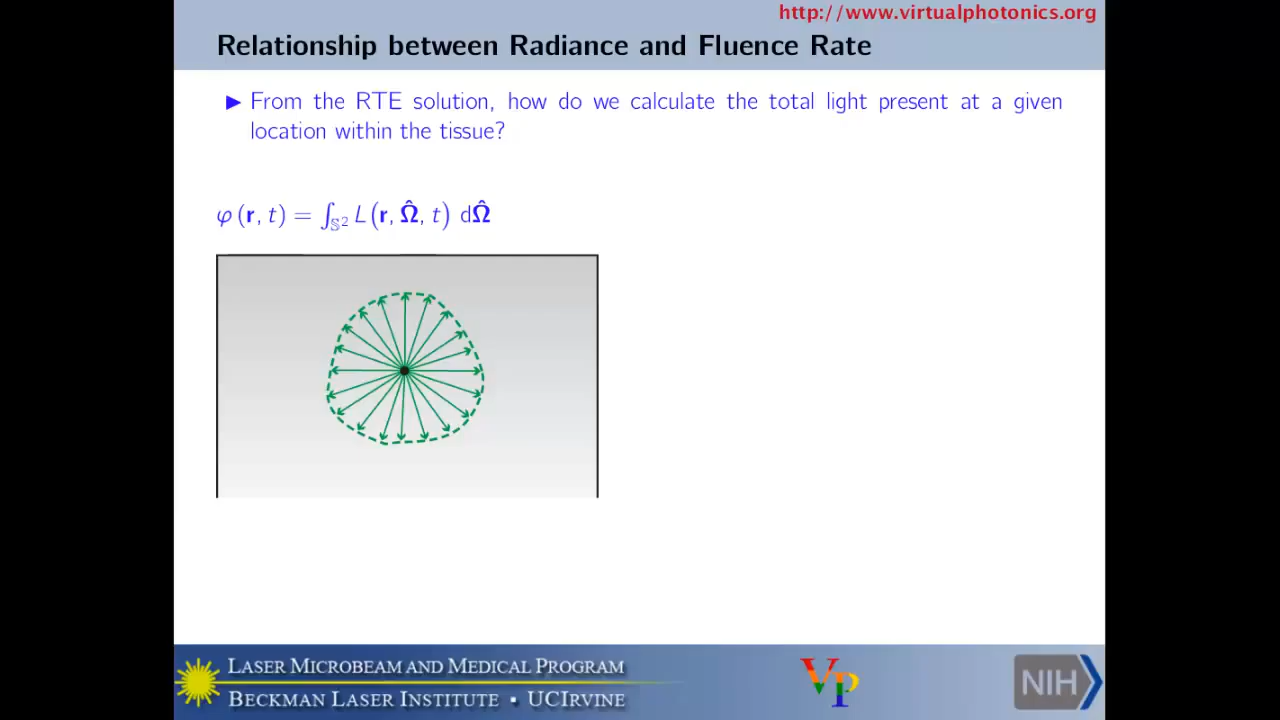 http://www.virtualphotonics.org
Relationship between Radiance and Fluence Rate
▶ From the RTE solution, how do we calculate the total light present at a given
location within the tissue?
φ (r, t) = ∫_𝕊² L(r, Ω̂, t) dΩ̂
LASER MICROBEAM AND MEDICAL PROGRAM
BECKMAN LASER INSTITUTE • UCIRVINE
VP
NIH